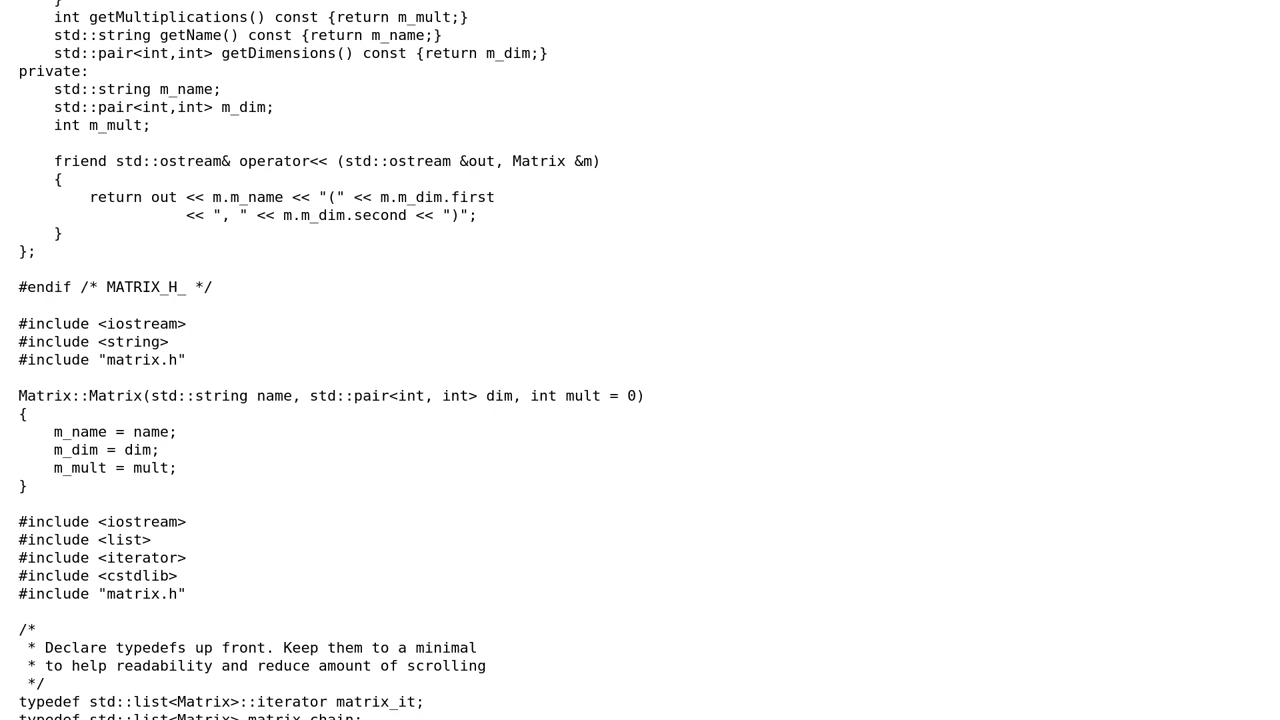 }
    int getMultiplications() const {return m_mult;}
    std::string getName() const {return m_name;}
    std::pair<int,int> getDimensions() const {return m_dim;}
private:
    std::string m_name;
    std::pair<int,int> m_dim;
    int m_mult;

    friend std::ostream& operator<< (std::ostream &out, Matrix &m)
    {
        return out << m.m_name << "(" << m.m_dim.first
                   << ", " << m.m_dim.second << ")";
    }
};

#endif /* MATRIX_H_ */

#include <iostream>
#include <string>
#include "matrix.h"

Matrix::Matrix(std::string name, std::pair<int, int> dim, int mult = 0)
{
    m_name = name;
    m_dim = dim;
    m_mult = mult;
}

#include <iostream>
#include <list>
#include <iterator>
#include <cstdlib>
#include "matrix.h"

/*
 * Declare typedefs up front. Keep them to a minimal
 * to help readability and reduce amount of scrolling
 */
typedef std::list<Matrix>::iterator matrix_it;
typedef std::list<Matrix> matrix_chain;